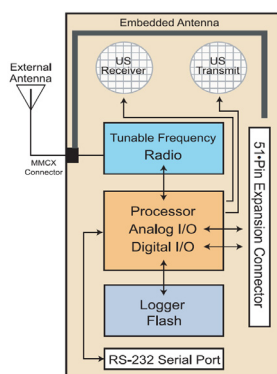 Embedded Antenna
External
Antenna
US
Receiver
US
Transmit
MMCX
Connector
Tunable Frequency
Radio
51•Pin Expansion Connector
Processor
Analog I/O
Digital I/O
Logger
Flash
RS-232 Serial Port